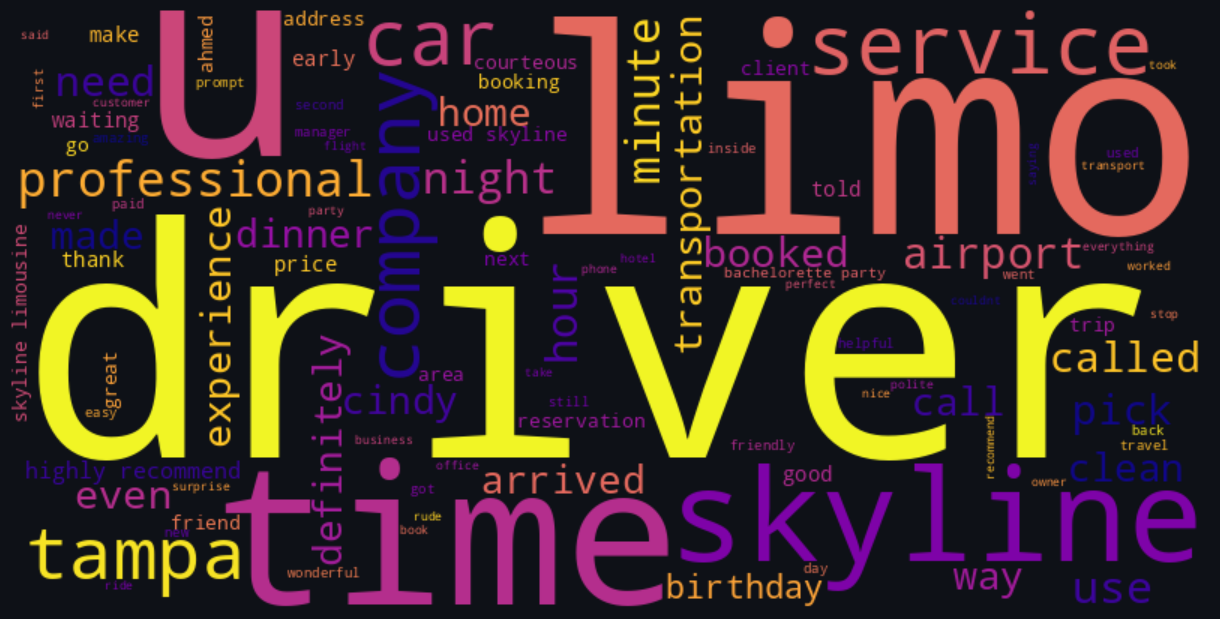 said
make
address
ahmed
u
car
limo
service
minute
transportation
early
need
first
prompt
courteous
client
took
customer
booking
second
home
waiting
manager
used skyline
go
flight
company
inside
saying
used
transport
professional
night
told
paid
party
never
made
experience
dinner
booked
airport
everything
skyline limousine
thank
price
next
hour
hotel
phone
bachelorette party
went
worked
perfect
driver
couldnt
trip
stop
helpful
called
great
area
take
polite
nice
call
pick
easy
cindy
still
reservation
definitely
back
business
friendly
recommend
travel
highly recommend
office
arrived
good
clean
even
surprise
time
got
skyline
owner
friend
rude
book
new
tampa
wonderful
day
birthday
way
ride
use